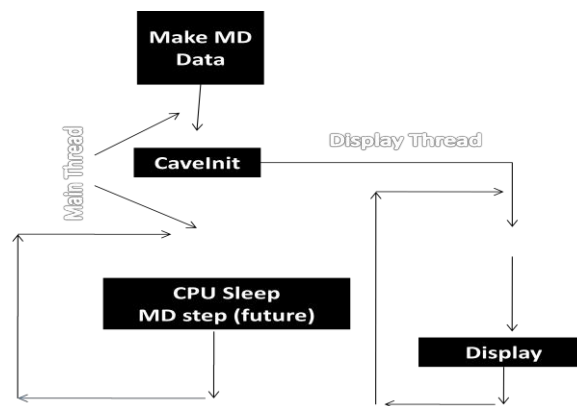 Make MD
Data
Display Thread
CaveInit
Main Thread
CPU Sleep
MD step (future)
Display